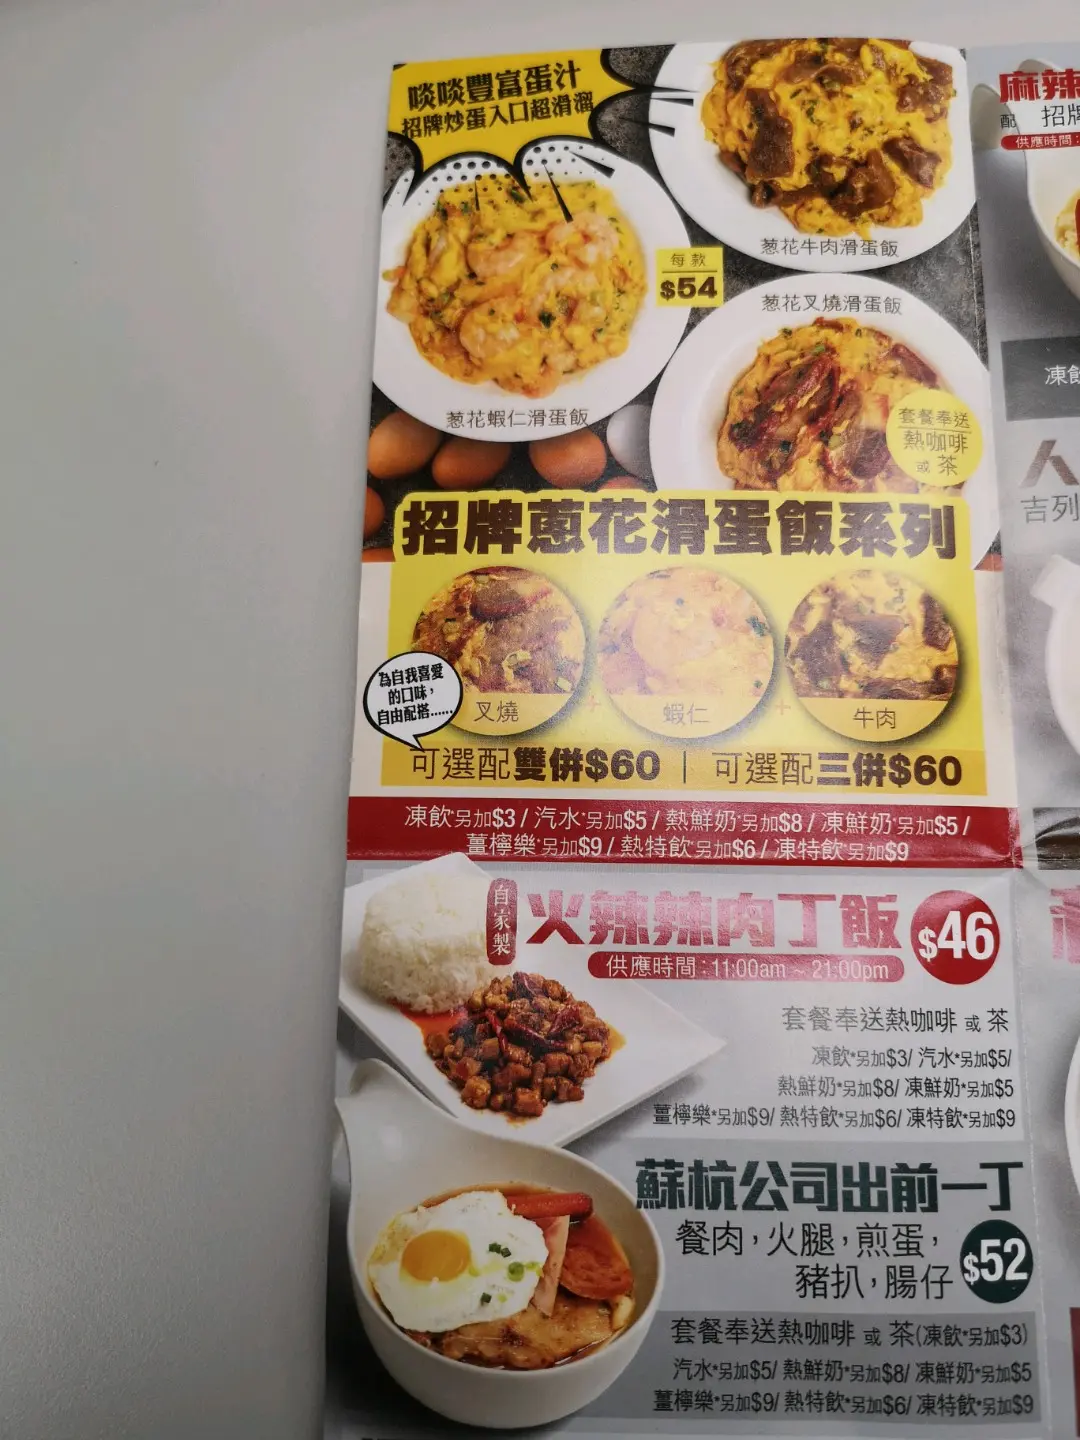 啖啖豐富蛋汁
招牌炒蛋入口超滑溜
葱花牛肉滑蛋飯
每款
$54
葱花叉燒滑蛋飯
葱花蝦仁滑蛋飯
套餐奉送
熱咖啡
或 茶
招牌蔥花滑蛋飯系列
為自我喜愛
的口味，
自由配搭......
叉燒 + 蝦仁 + 牛肉
可選配雙併$60 | 可選配三併$60
凍飲*另加$3 / 汽水*另加$5 / 熱鮮奶*另加$8 / 凍鮮奶*另加$5 /
薑檸樂*另加$9 / 熱特飲*另加$6 / 凍特飲*另加$9
自家製
火辣辣肉丁飯 $46
供應時間：11:00am ~ 21:00pm
套餐奉送熱咖啡 或 茶
凍飲*另加$3/ 汽水*另加$5/
熱鮮奶*另加$8/ 凍鮮奶*另加$5
薑檸樂*另加$9/ 熱特飲*另加$6/ 凍特飲*另加$9
蘇杭公司出前一丁
餐肉，火腿，煎蛋，
豬扒，腸仔 $52
套餐奉送熱咖啡 或 茶(凍飲*另加$3)
汽水*另加$5/ 熱鮮奶*另加$8/ 凍鮮奶*另加$5
薑檸樂*另加$9/ 熱特飲*另加$6/ 凍特飲*另加$9
麻辣
配 招牌
供應時間：
凍飲
吉列